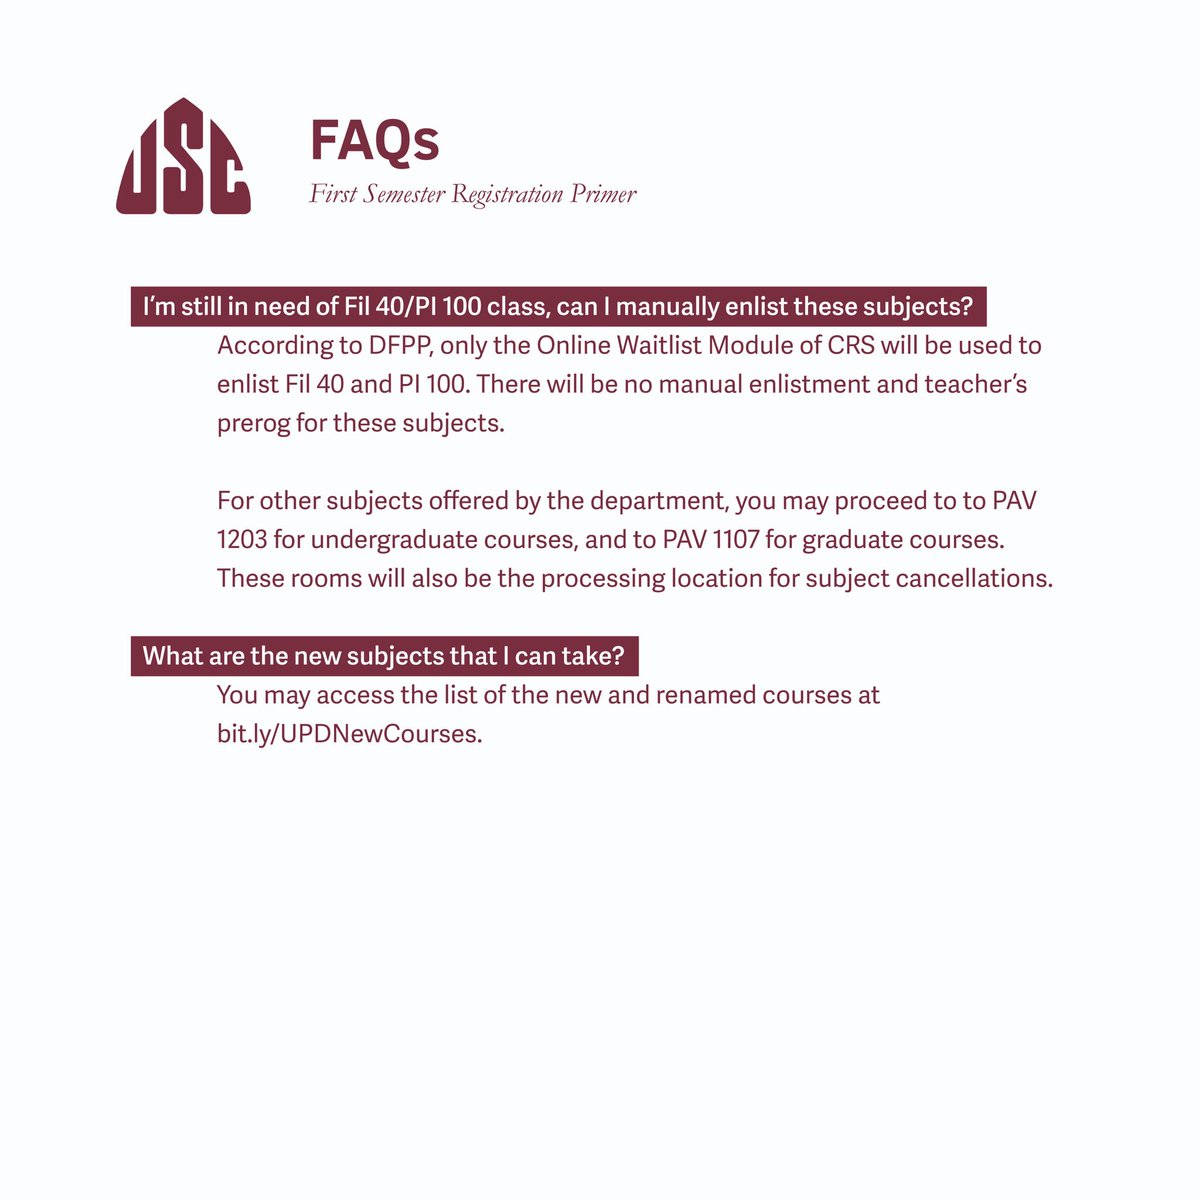 USC
FAQs
First Semester Registration Primer
I’m still in need of Fil 40/PI 100 class, can I manually enlist these subjects?
According to DFPP, only the Online Waitlist Module of CRS will be used to
enlist Fil 40 and PI 100. There will be no manual enlistment and teacher’s
prerog for these subjects.
For other subjects offered by the department, you may proceed to to PAV
1203 for undergraduate courses, and to PAV 1107 for graduate courses.
These rooms will also be the processing location for subject cancellations.
What are the new subjects that I can take?
You may access the list of the new and renamed courses at
bit.ly/UPDNewCourses.